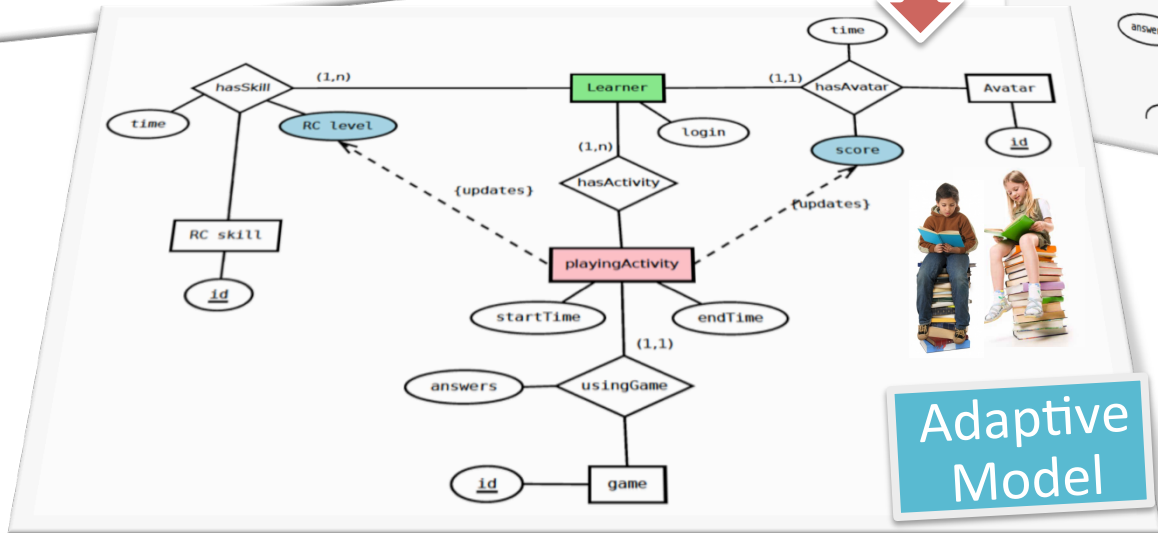 time
answe
(1,n)
(1,1)
hasSkill
Learner
hasAvatar
Avatar
time
RC level
login
id
(1,n)
score
hasActivity
{updates}
{updates}
RC skill
playingActivity
id
startTime
endTime
(1,1)
answers
usingGame
Adaptive
Model
id
game